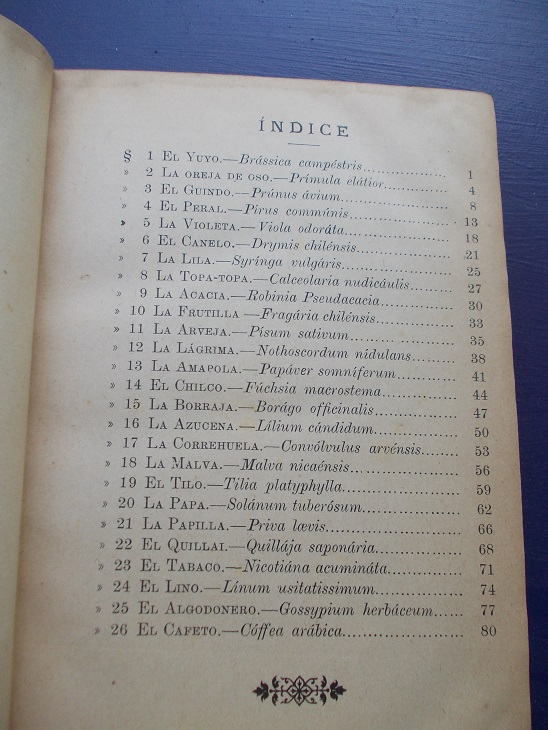 ÍNDICE
§ 1 El Yuyo.—Brássica campéstris.................. 1
» 2 La oreja de oso.—Prímula elátior.............. 4
» 3 El Guindo.—Prúnus ávium...................... 8
» 4 El Peral.—Pírus commúnis..................... 13
» 5 La Violeta.—Viola odoráta.................... 18
» 6 El Canelo.—Drymis chilénsis.................. 21
» 7 La Lila.—Syrínga vulgáris.................... 25
» 8 La Topa-topa.—Calceolaria nudicáulis......... 27
» 9 La Acacia.—Robinia Pseudacacia............... 30
» 10 La Frutilla —Fragária chilénsis.............. 33
» 11 La Arveja.—Písum sativum..................... 35
» 12 La Lágrima.—Nothoscordum nidulans............ 38
» 13 La Amapola.—Papáver somniferum............... 41
» 14 El Chilco.—Fúchsia macrostema................ 44
» 15 La Borraja.—Borágo officinalis............... 47
» 16 La Azucena.—Lílium cándidum.................. 50
» 17 La Correhuela.—Convólvulus arvénsis.......... 53
» 18 La Malva.—Malva nicaénsis.................... 56
» 19 El Tilo.—Tília platyphylla................... 59
» 20 La Papa.—Solánum tuberósum................... 62
» 21 La Papilla.—Priva lævis...................... 66
» 22 El Quillai.—Quillája saponária............... 68
» 23 El Tabaco.—Nicotiána acumináta............... 71
» 24 El Lino.—Línum usitatissimum................. 74
» 25 El Algodonero.—Gossypium herbáceum........... 77
» 26 El Cafeto.—Cóffea arábica.................... 80